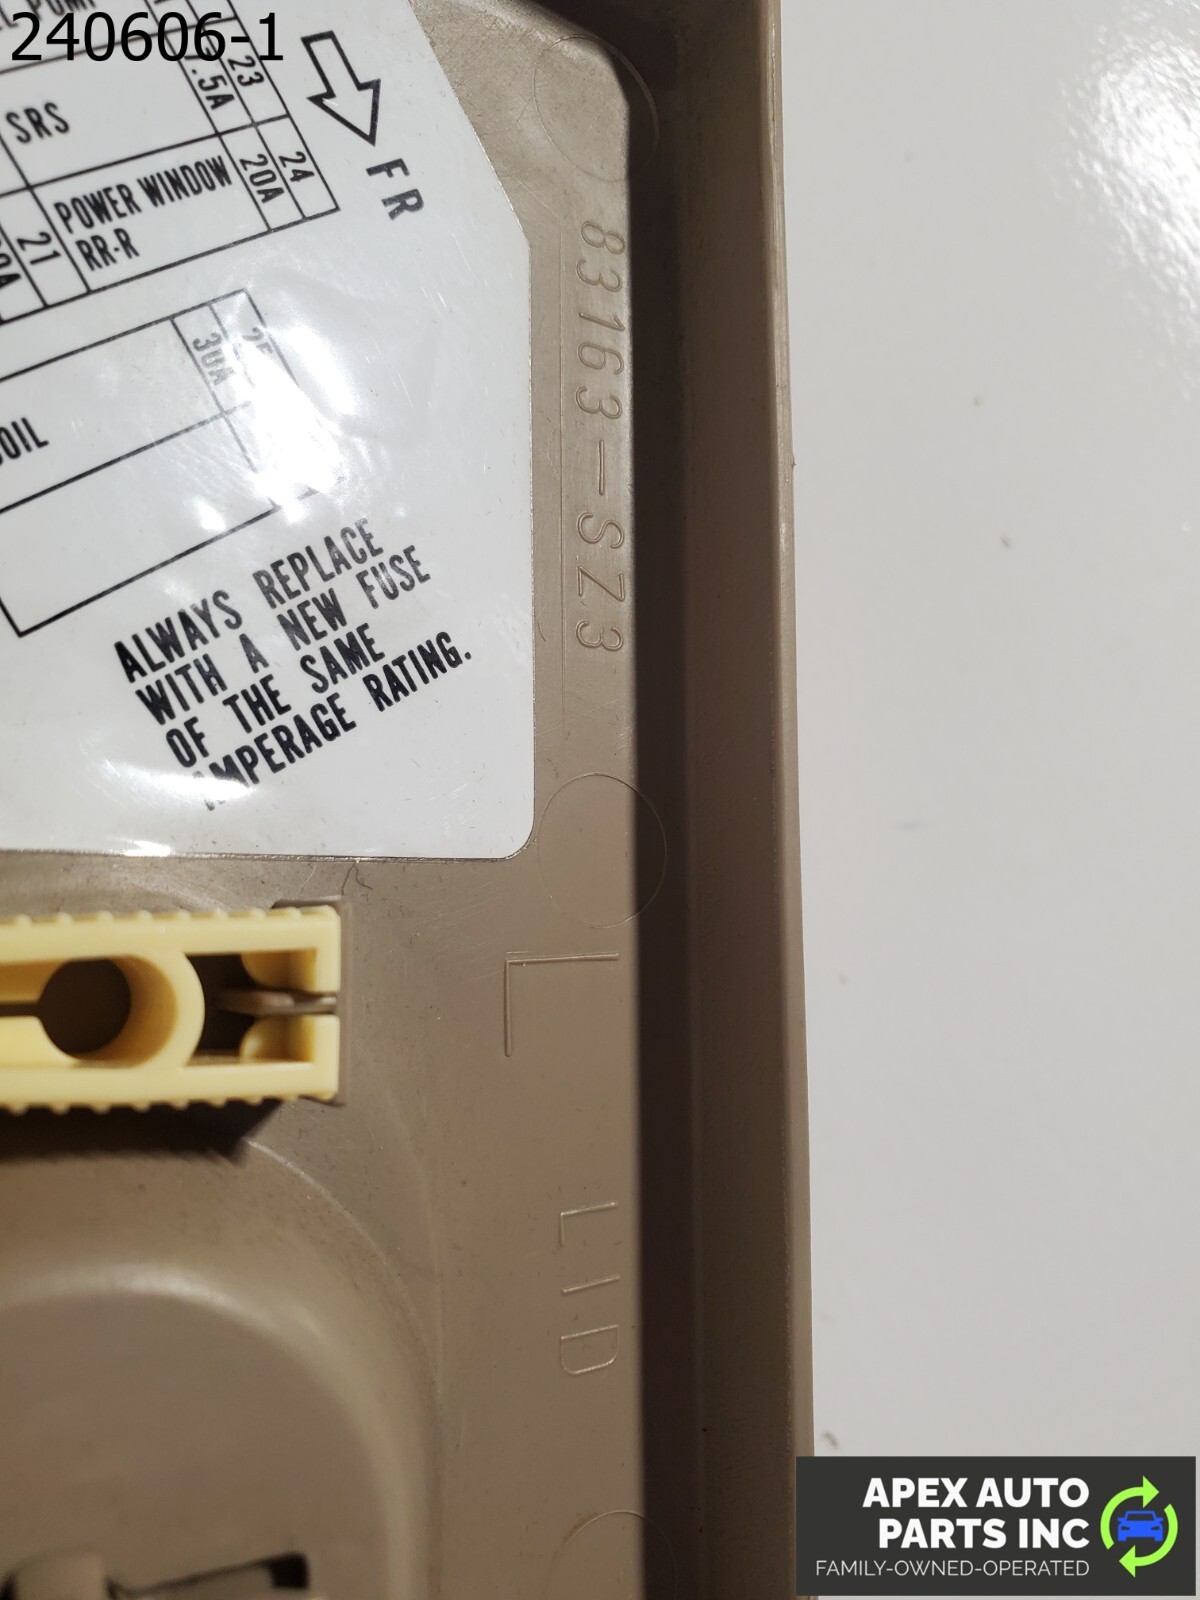 240606-1
23
7.5A
SRS
24
20A
POWER WINDOW
RR-R
21
FR
30A
ALWAYS REPLACE
WITH A NEW FUSE
OF THE SAME
AMPERAGE RATING.
83163-SZ3
L
LID
APEX AUTO
PARTS INC
FAMILY-OWNED-OPERATED